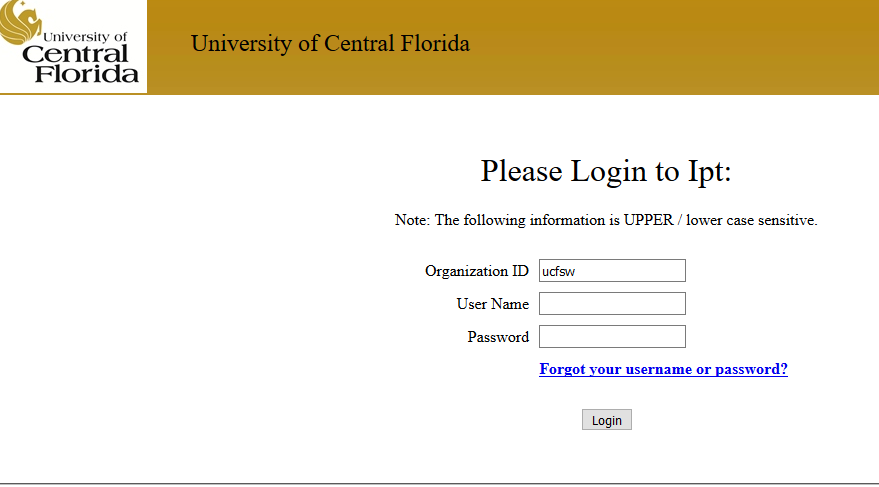 University of
Central
Florida
University of Central Florida
Please Login to Ipt:
Note: The following information is UPPER / lower case sensitive.
Organization ID ucfsw
User Name
Password
Forgot your username or password?
Login